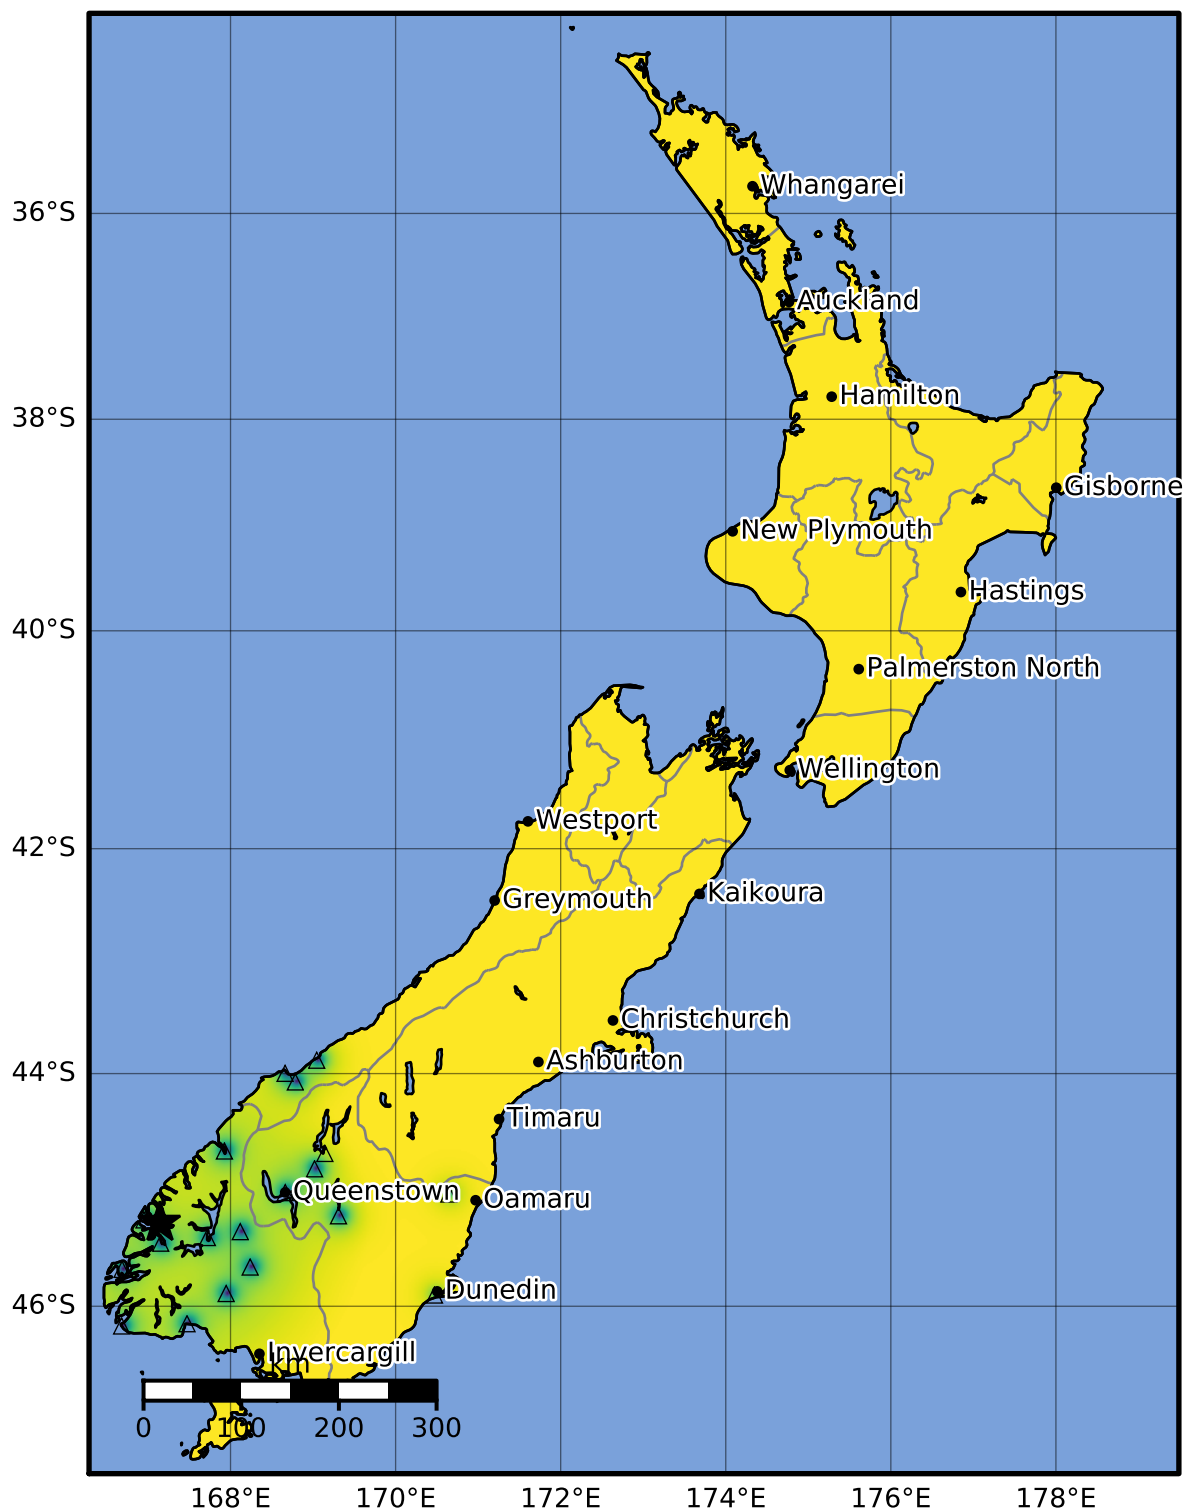 Whangarei
36°S
Auckland
Hamilton
38°S
Gisborne
New Plymouth
Hastings
40°S
Palmerston North
Wellington
Westport
42°S
Kaikoura
Greymouth
Christchurch
Ashburton
44°S
Timaru
Queenstown
Oamaru
Dunedin
46°S
Invercargill
km
0 100 200 300
168°E 170°E 172°E 174°E 176°E 178°E